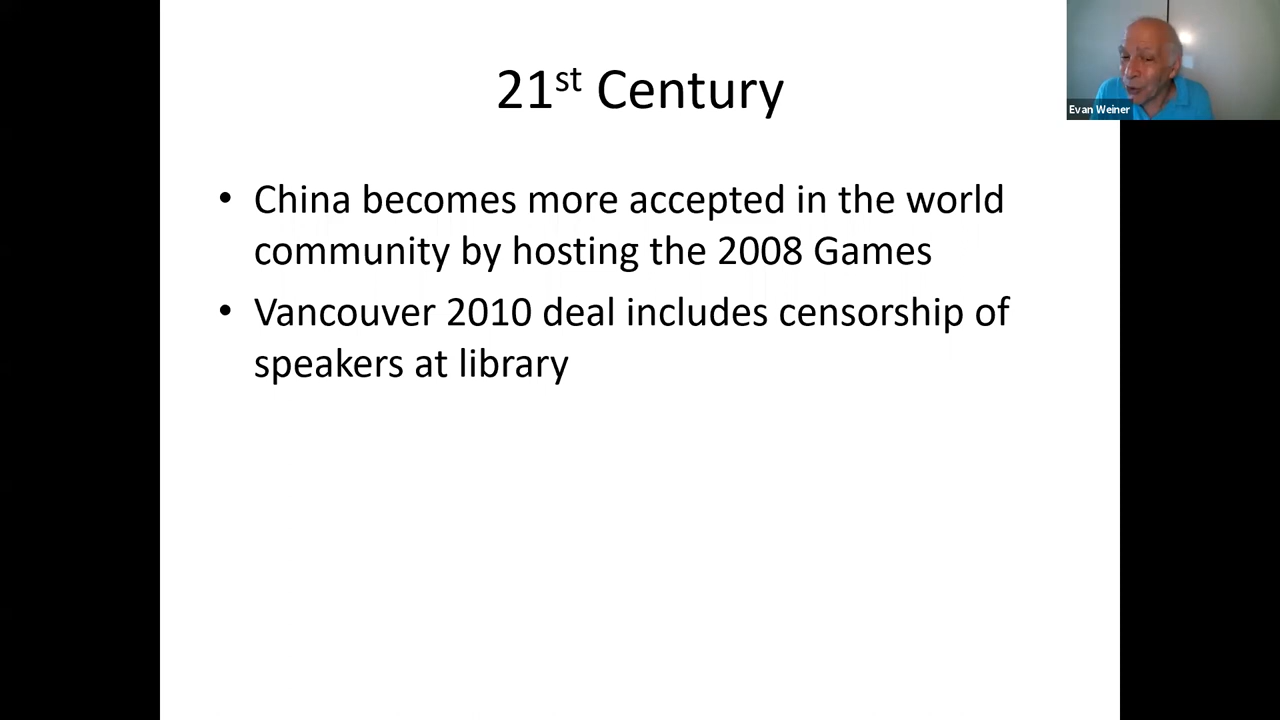 21st Century
Evan Weiner
• China becomes more accepted in the world
community by hosting the 2008 Games
• Vancouver 2010 deal includes censorship of
speakers at library